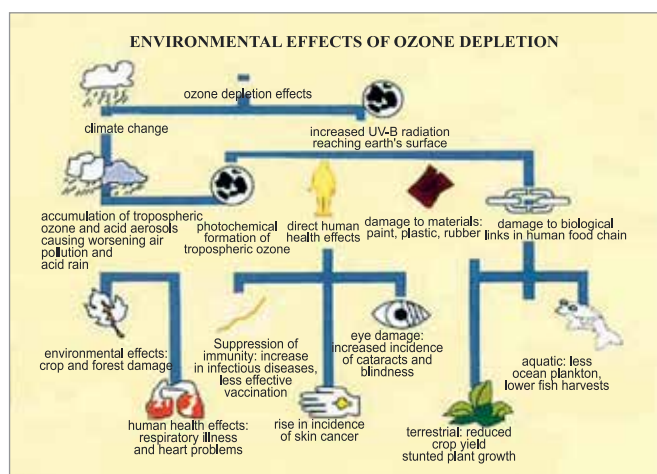 ENVIRONMENTAL EFFECTS OF OZONE DEPLETION
ozone depletion effects
climate change
increased UV-B radiation
reaching earth's surface
accumulation of tropospheric
ozone and acid aerosols
causing worsening air
pollution and
acid rain
photochemical
formation of
tropospheric ozone
direct human
health effects
damage to materials:
paint, plastic, rubber
damage to biological
links in human food chain
environmental effects:
crop and forest damage
human health effects:
respiratory illness
and heart problems
Suppression of
immunity: increase
in infectious diseases,
less effective
vaccination
rise in incidence
of skin cancer
eye damage:
increased incidence
of cataracts and
blindness
terrestrial: reduced
crop yield
stunted plant growth
aquatic: less
ocean plankton,
lower fish harvests